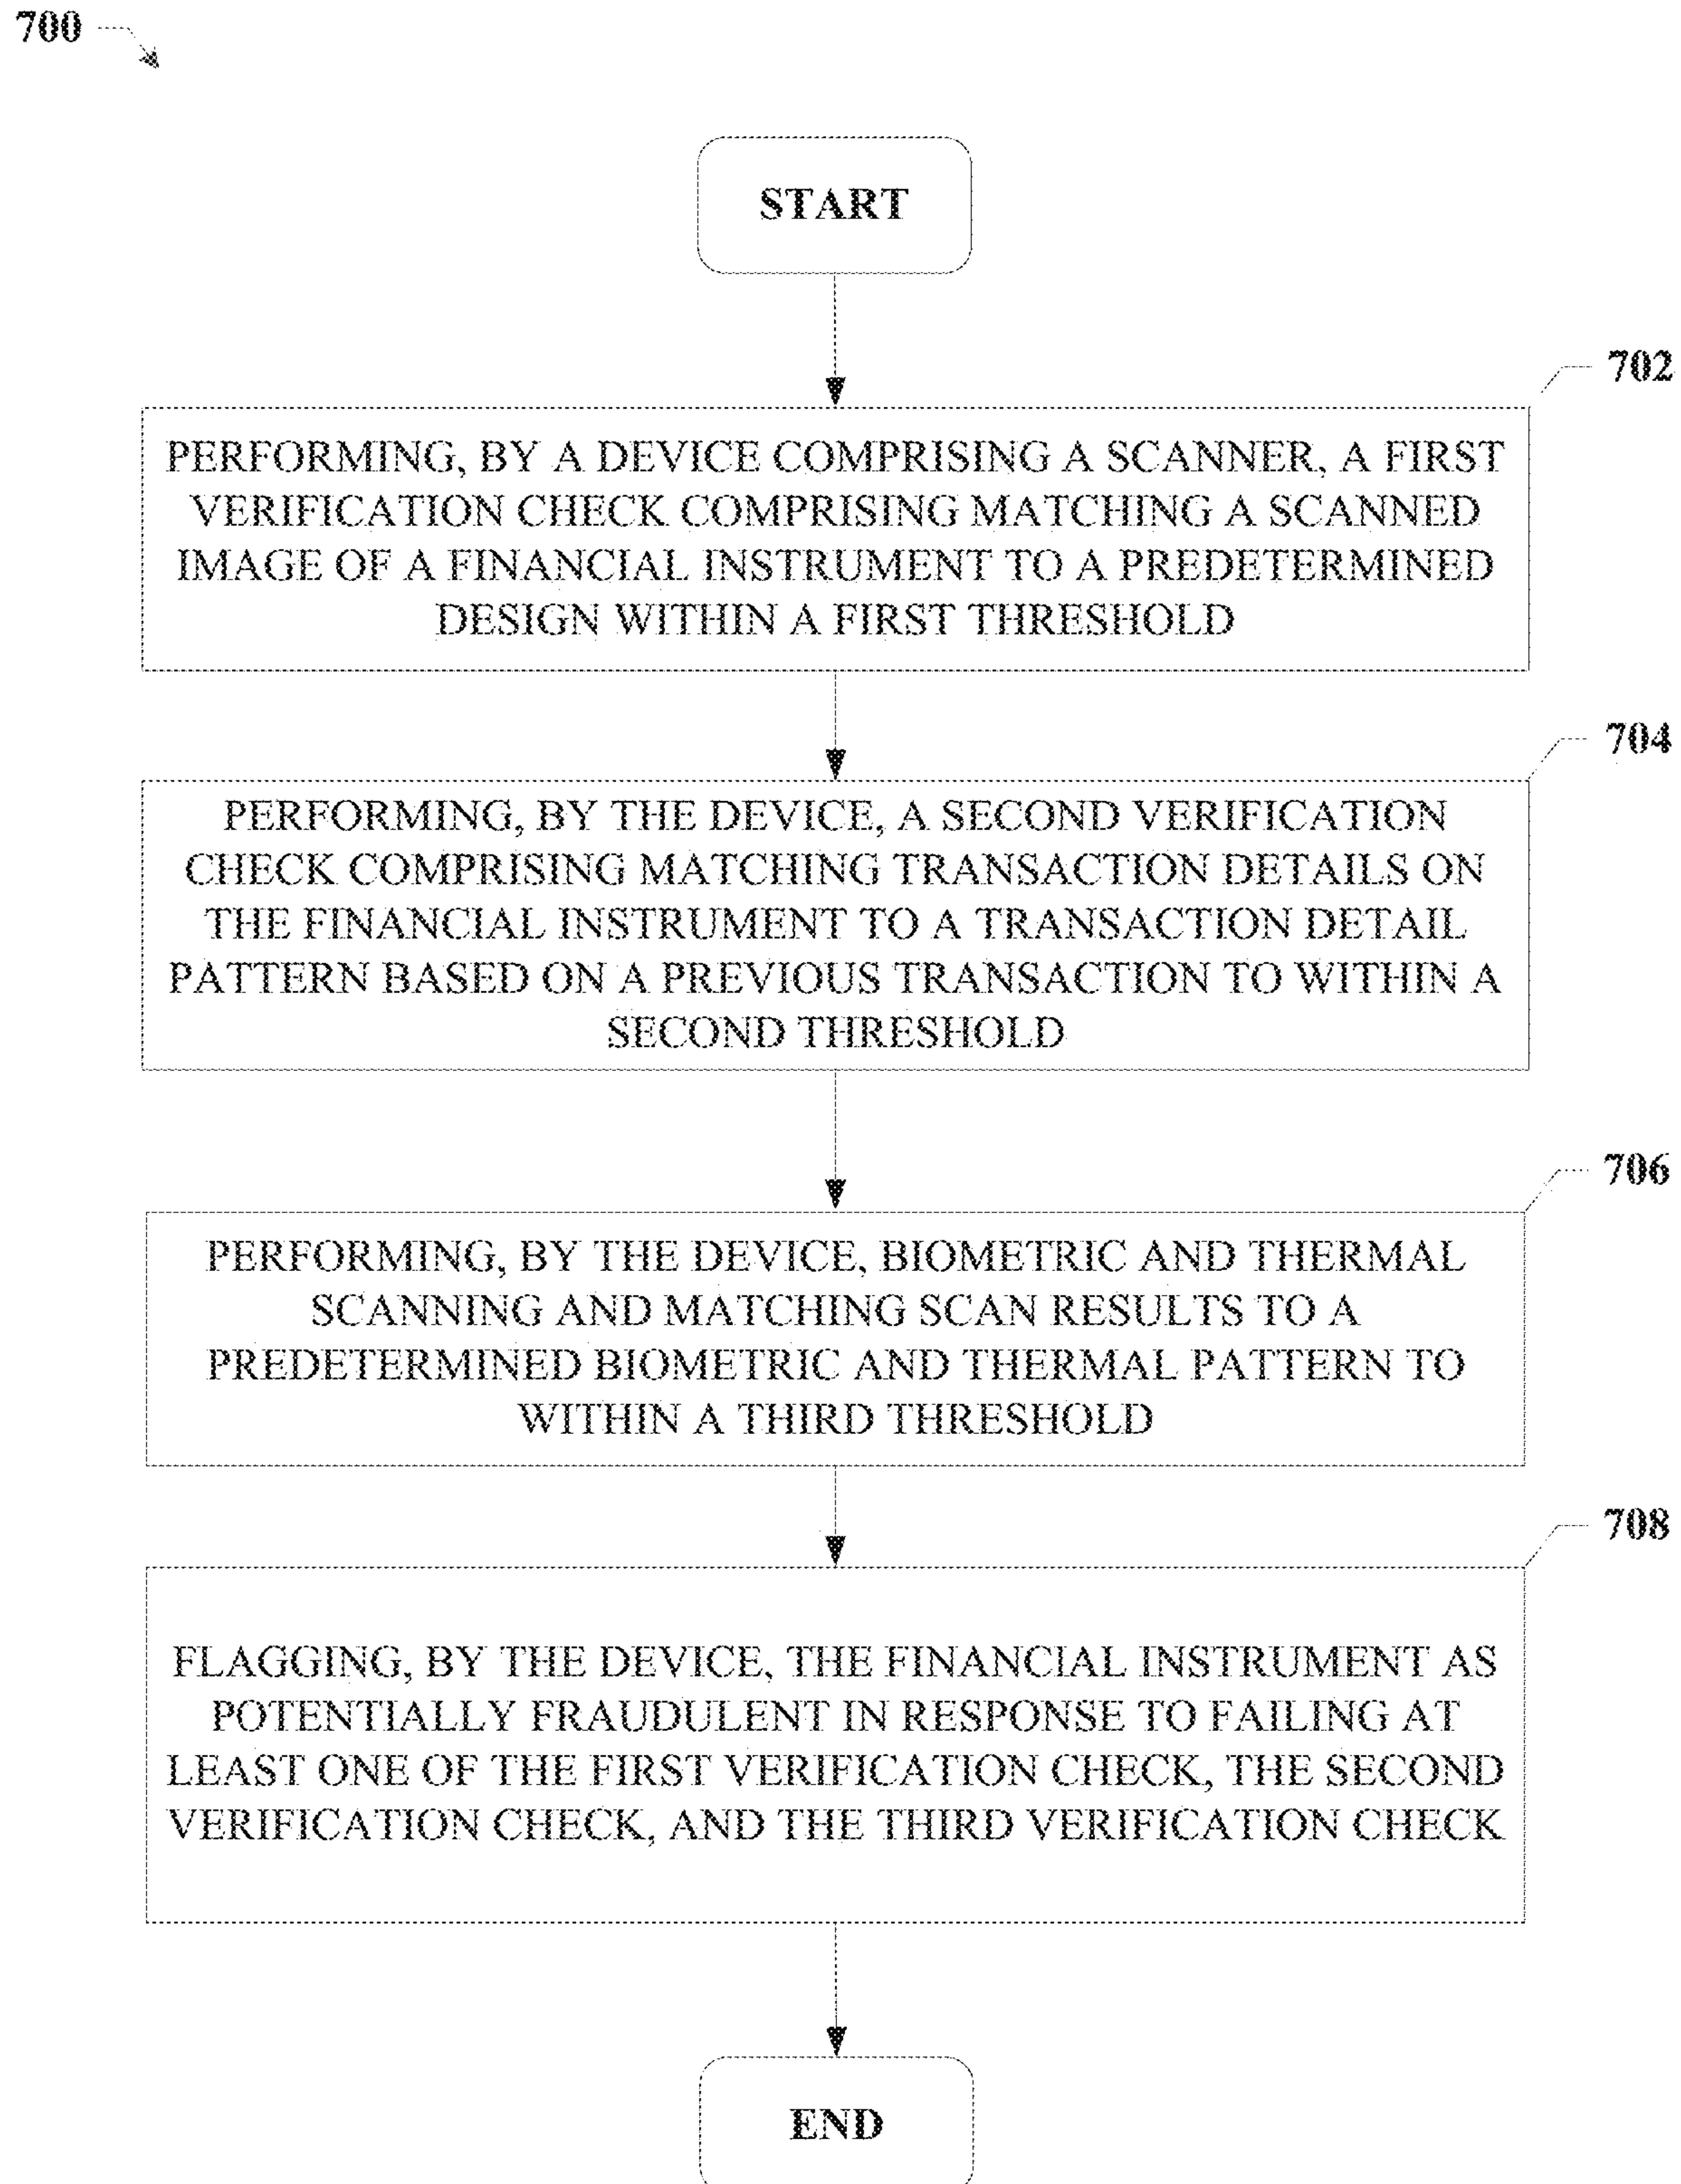 700
START
702
PERFORMING, BY A DEVICE COMPRISING A SCANNER, A FIRST
VERIFICATION CHECK COMPRISING MATCHING A SCANNED
IMAGE OF A FINANCIAL INSTRUMENT TO A PREDETERMINED
DESIGN WITHIN A FIRST THRESHOLD
704
PERFORMING, BY THE DEVICE, A SECOND VERIFICATION
CHECK COMPRISING MATCHING TRANSACTION DETAILS ON
THE FINANCIAL INSTRUMENT TO A TRANSACTION DETAIL
PATTERN BASED ON A PREVIOUS TRANSACTION TO WITHIN A
SECOND THRESHOLD
706
PERFORMING, BY THE DEVICE, BIOMETRIC AND THERMAL
SCANNING AND MATCHING SCAN RESULTS TO A
PREDETERMINED BIOMETRIC AND THERMAL PATTERN TO
WITHIN A THIRD THRESHOLD
708
FLAGGING, BY THE DEVICE, THE FINANCIAL INSTRUMENT AS
POTENTIALLY FRAUDULENT IN RESPONSE TO FAILING AT
LEAST ONE OF THE FIRST VERIFICATION CHECK, THE SECOND
VERIFICATION CHECK, AND THE THIRD VERIFICATION CHECK
END